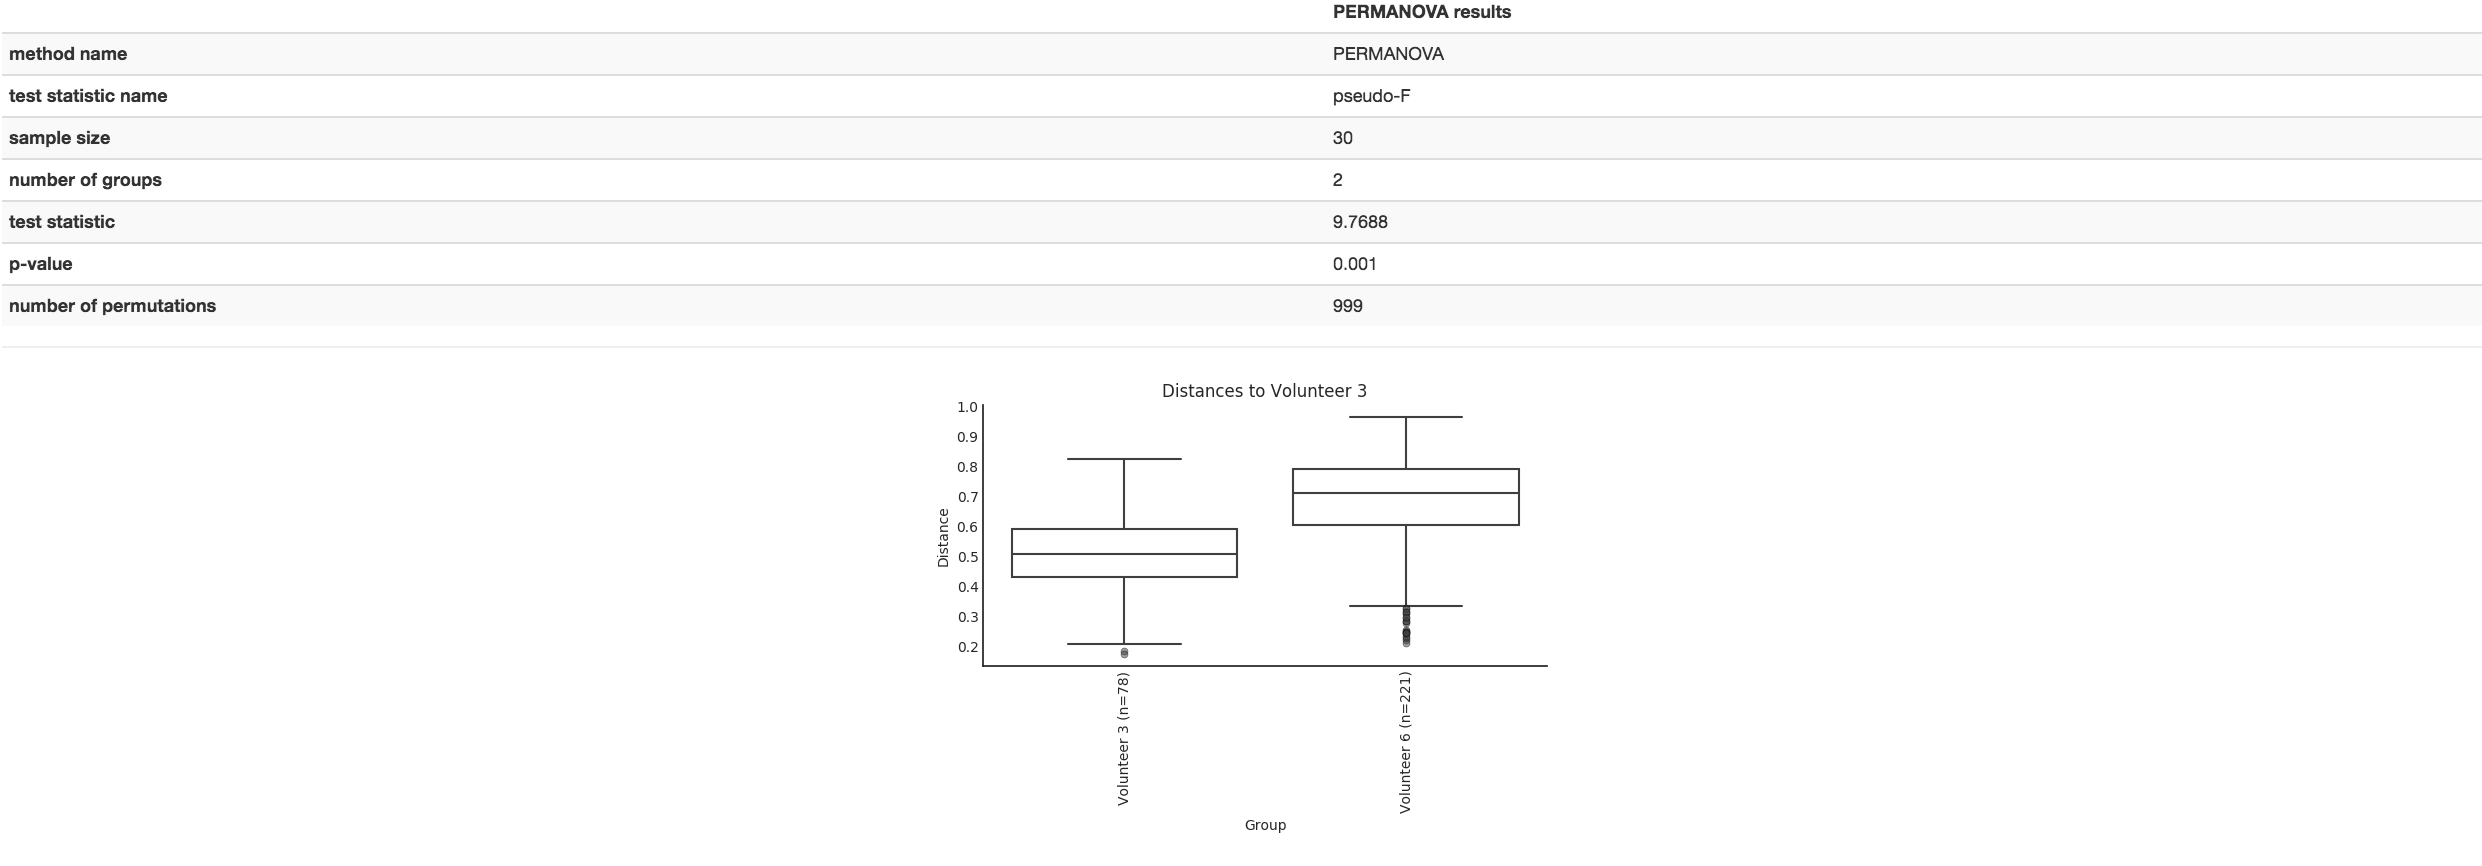 PERMANOVA results
method name PERMANOVA
test statistic name pseudo-F
sample size 30
number of groups 2
test statistic 9.7688
p-value 0.001
number of permutations 999
Distances to Volunteer 3
1.0
0.9
0.8
0.7
0.6
0.5
0.4
0.3
0.2
Distance
Volunteer 3 (n=78)
Volunteer 6 (n=221)
Group